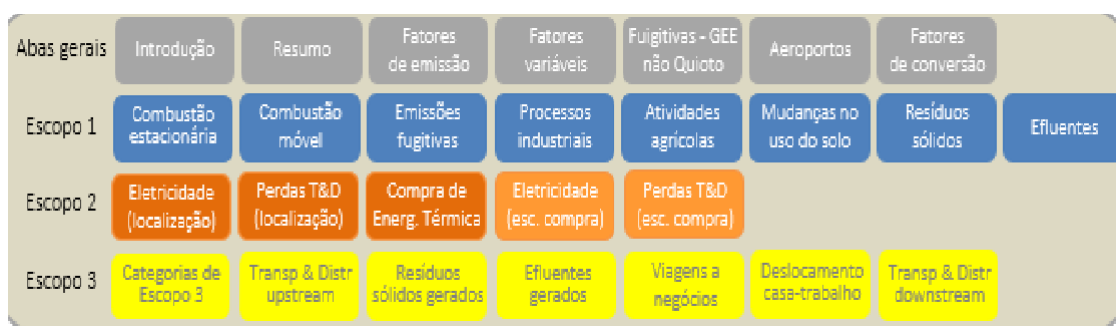 Abas gerais
Introdução
Resumo
Fatores
de emissão
Fatores
variáveis
Fuigitivas - GEE
não Quioto
Aeroportos
Fatores
de conversão
Escopo 1
Combustão
estacionária
Combustão
móvel
Emissões
fugitivas
Processos
industriais
Atividades
agrícolas
Mudanças no
uso do solo
Resíduos
sólidos
Efluentes
Escopo 2
Eletricidade
(localização)
Perdas T&D
(localização)
Compra de
Energ. Térmica
Eletricidade
(esc. compra)
Perdas T&D
(esc. compra)
Escopo 3
Categorias de
Escopo 3
Transp & Distr
upstream
Resíduos
sólidos gerados
Efluentes
gerados
Viagens a
negócios
Deslocamento
casa-trabalho
Transp & Distr
downstream